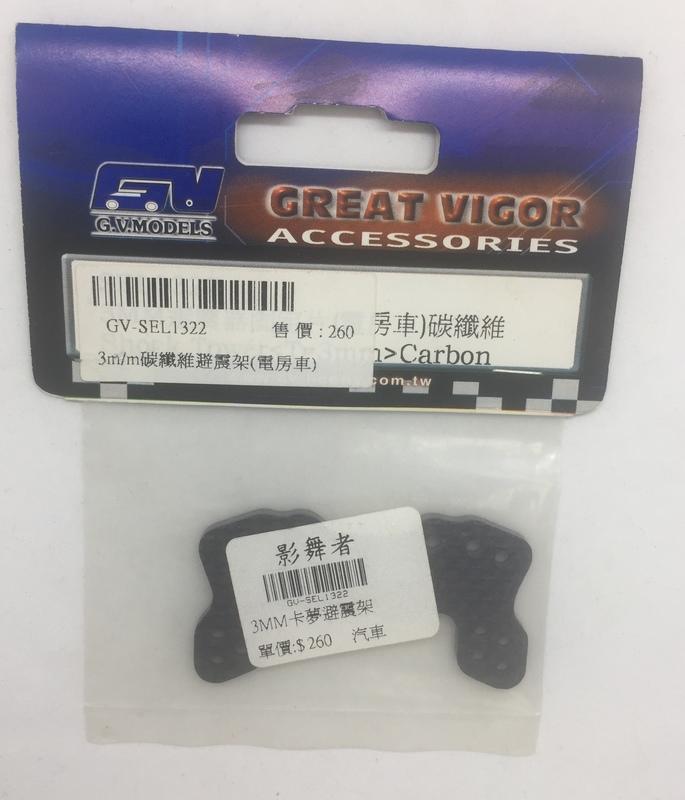 G.V.MODELS
GREAT VIGOR
ACCESSORIES
GV-SEL1322 售價：260
3m/m碳纖維避震架(電房車)
房車)碳纖維
>Carbon
.com.tw
影舞者
GV-SEL1322
3MM卡夢避震架
單價:$260 汽車